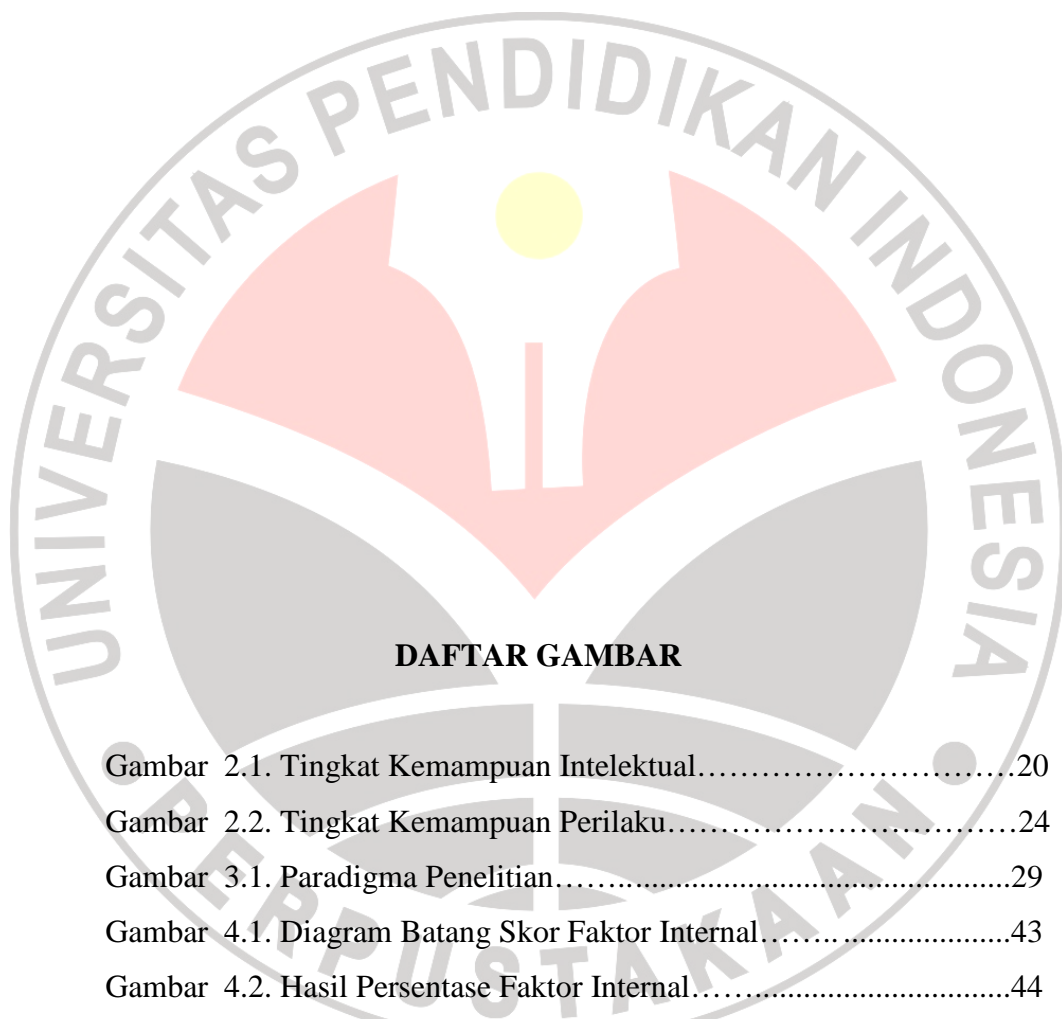 UNIVERSITAS PENDIDIKAN INDONESIA
DAFTAR GAMBAR
Gambar 2.1. Tingkat Kemampuan Intelektual…………………………20
Gambar 2.2. Tingkat Kemampuan Perilaku……………………………24
Gambar 3.1. Paradigma Penelitian……..............................................29
Gambar 4.1. Diagram Batang Skor Faktor Internal…….......................43
Gambar 4.2. Hasil Persentase Faktor Internal……................................44
PERPUSTAKAAN